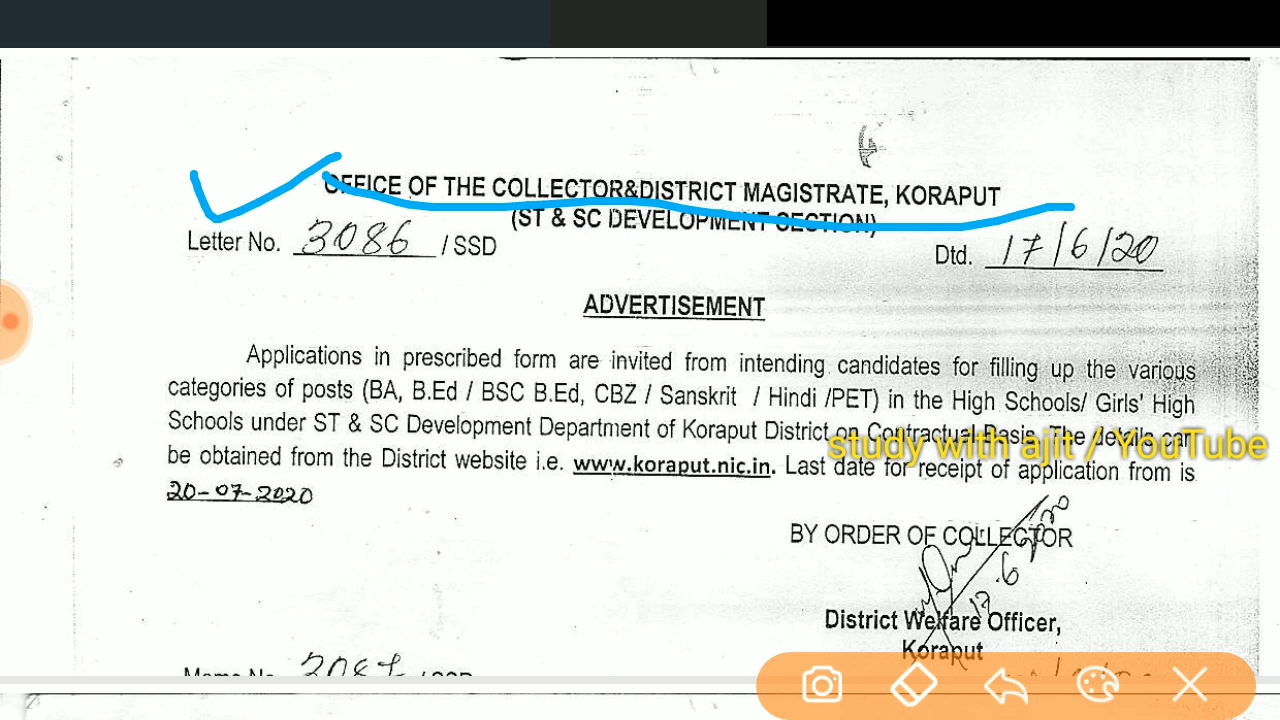 OFFICE OF THE COLLECTOR&DISTRICT MAGISTRATE, KORAPUT
(ST & SC DEVELOPMENT SECTION)
Letter No. 3086 / SSD
Dtd. 17/6/20
ADVERTISEMENT
Applications in prescribed form are invited from intending candidates for filling up the various
categories of posts (BA, B.Ed / BSC B.Ed, CBZ / Sanskrit / Hindi /PET) in the High Schools/ Girls' High
Schools under ST & SC Development Department of Koraput District on Contractual Basis. The details can
study with ajit / YouTube
be obtained from the District website i.e. www.koraput.nic.in. Last date for receipt of application from is
20-07-2020
BY ORDER OF COLLECTOR
District Welfare Officer,
Koraput
Memo No. / SSD